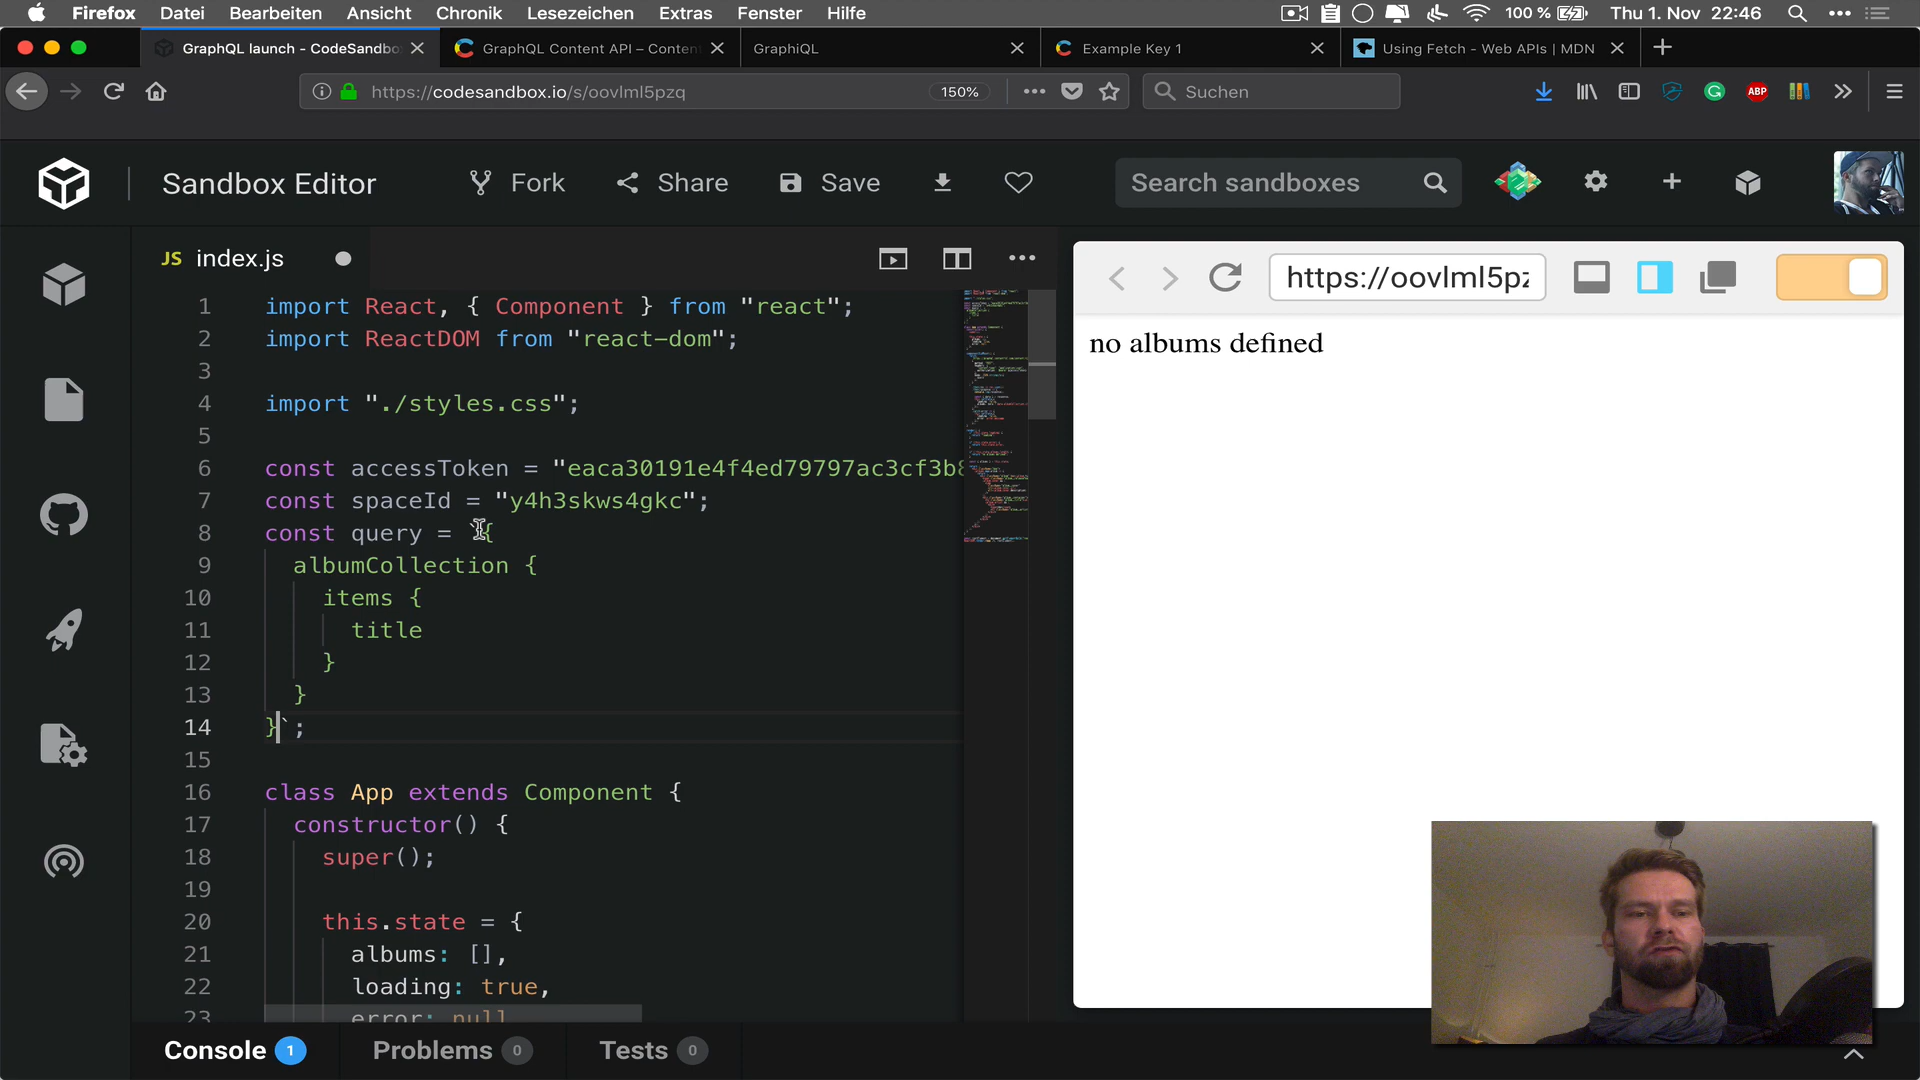 Firefox Datei Bearbeiten Ansicht Chronik Lesezeichen Extras Fenster Hilfe 100 % Thu 1. Nov 22:46
GraphQL launch - CodeSandbo GraphQL Content API – Conten GraphiQL Example Key 1 Using Fetch - Web APIs | MDN
https://codesandbox.io/s/oovlml5pzq 150% Suchen ABP
Sandbox Editor Fork Share Save Search sandboxes
JS index.js
https://oovlml5pz
no albums defined
1 import React, { Component } from "react";
2 import ReactDOM from "react-dom";
3
4 import "./styles.css";
5
6 const accessToken = "eaca30191e4f4ed79797ac3cf3b8
7 const spaceId = "y4h3skws4gkc";
8 const query = `{
9 albumCollection {
10 items {
11 title
12 }
13 }
14 }`;
15
16 class App extends Component {
17 constructor() {
18 super();
19
20 this.state = {
21 albums: [],
22 loading: true,
23 error: null
Console 1 Problems 0 Tests 0